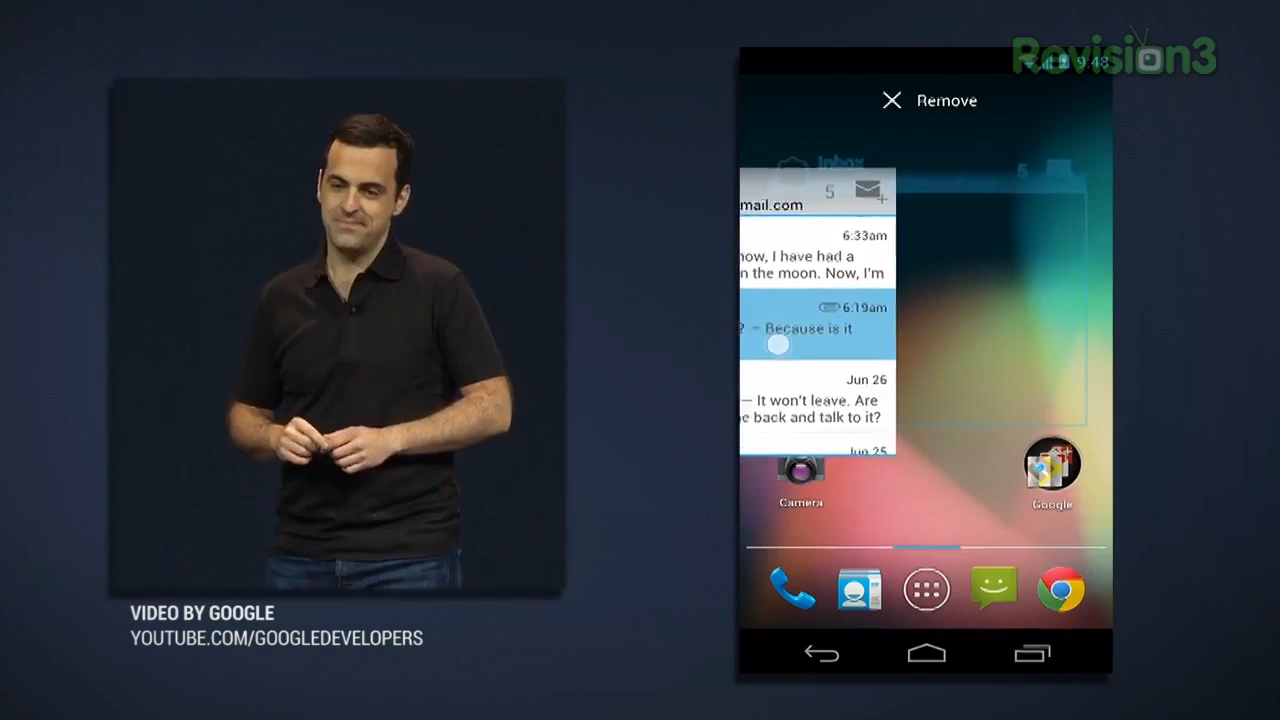 Revision3
9:48
Remove
Inbox
5
5
mail.com
6:33am
now, I have had a
n the moon. Now, I'm
6:19am
? – Because is it
Jun 26
— It won't leave. Are
e back and talk to it?
Jun 25
Camera
Google
VIDEO BY GOOGLE
YOUTUBE.COM/GOOGLEDEVELOPERS